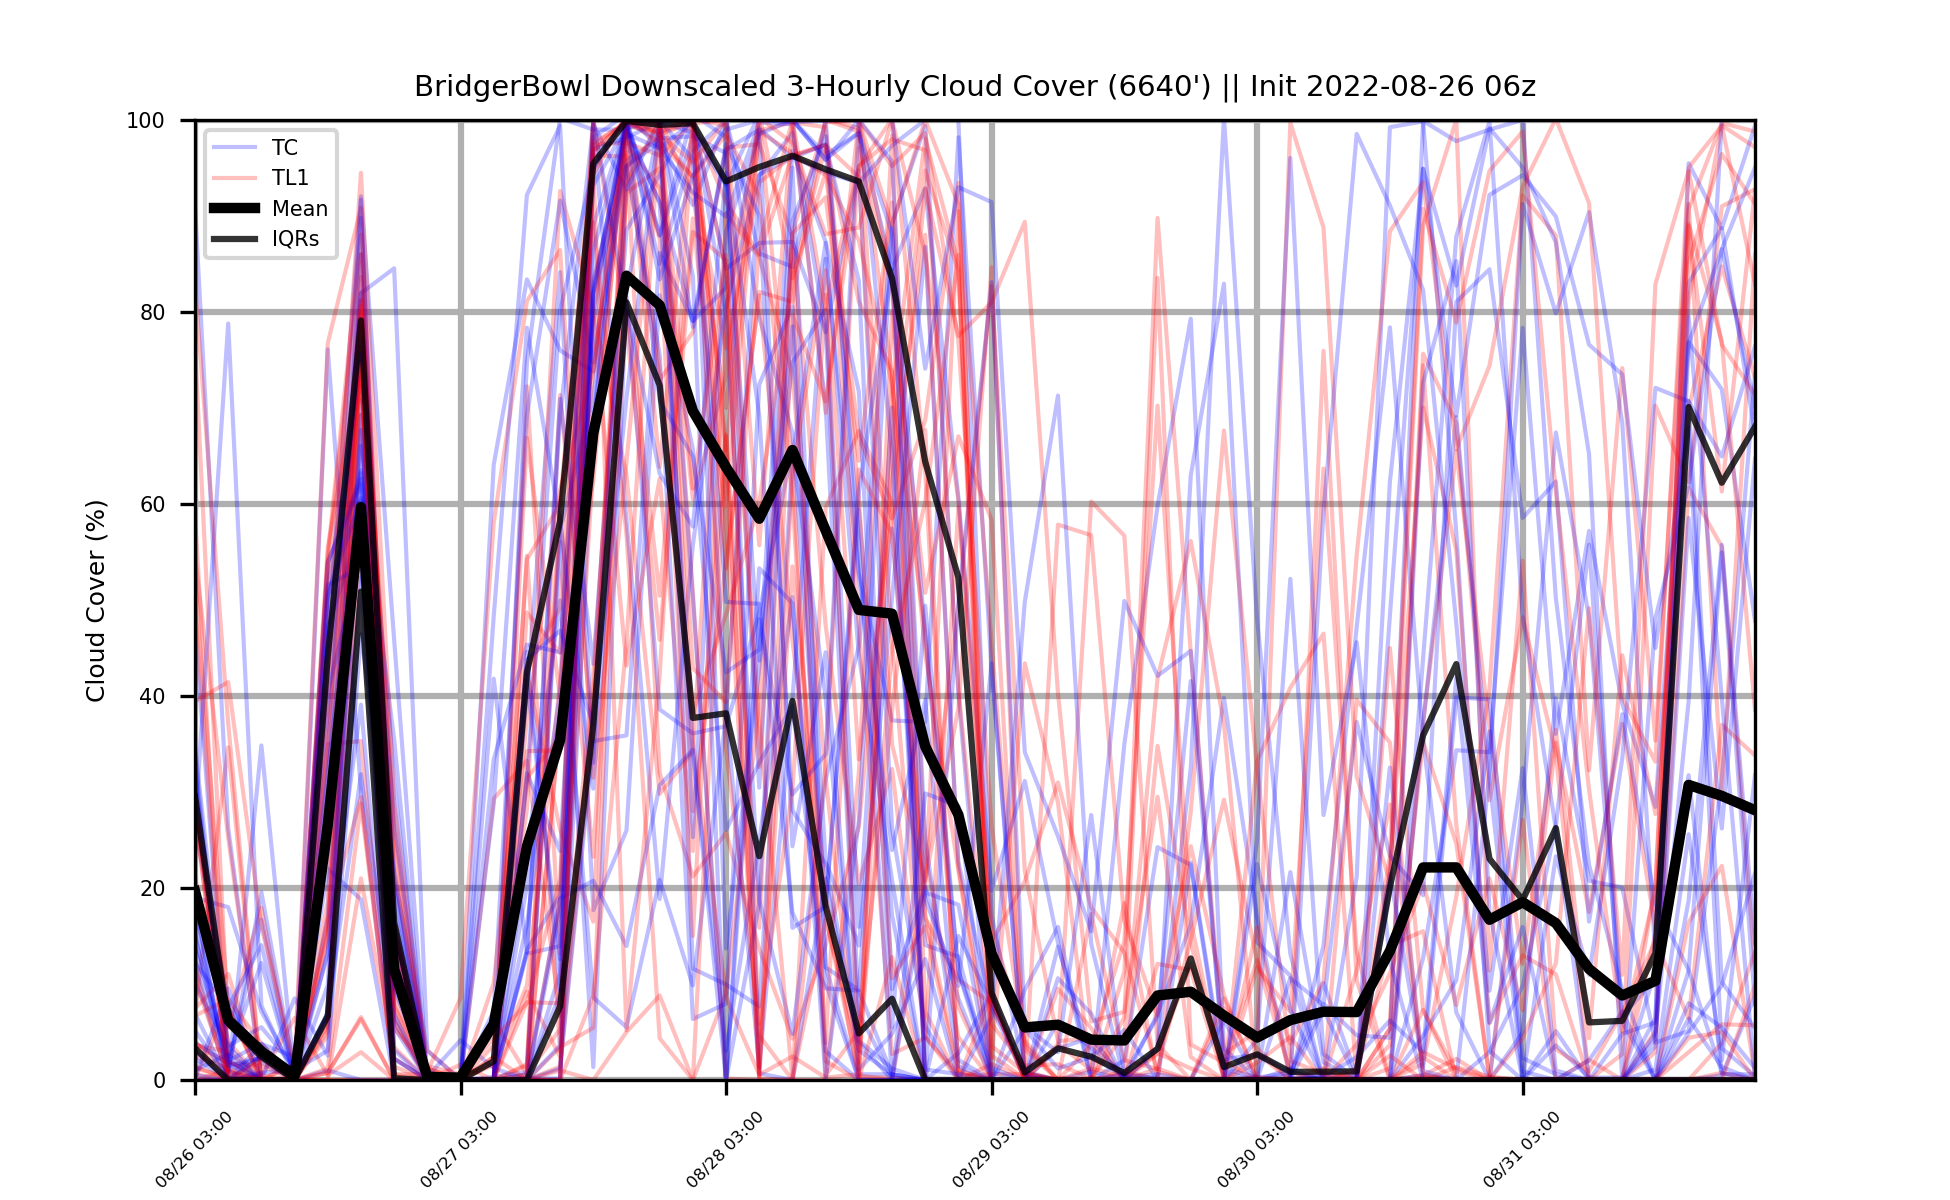 BridgerBowl Downscaled 3-Hourly Cloud Cover (6640') || Init 2022-08-26 06z
TC
TL1
Mean
IQRs
Cloud Cover (%)
100
80
60
40
20
0
08/26 03:00
08/27 03:00
08/28 03:00
08/29 03:00
08/30 03:00
08/31 03:00